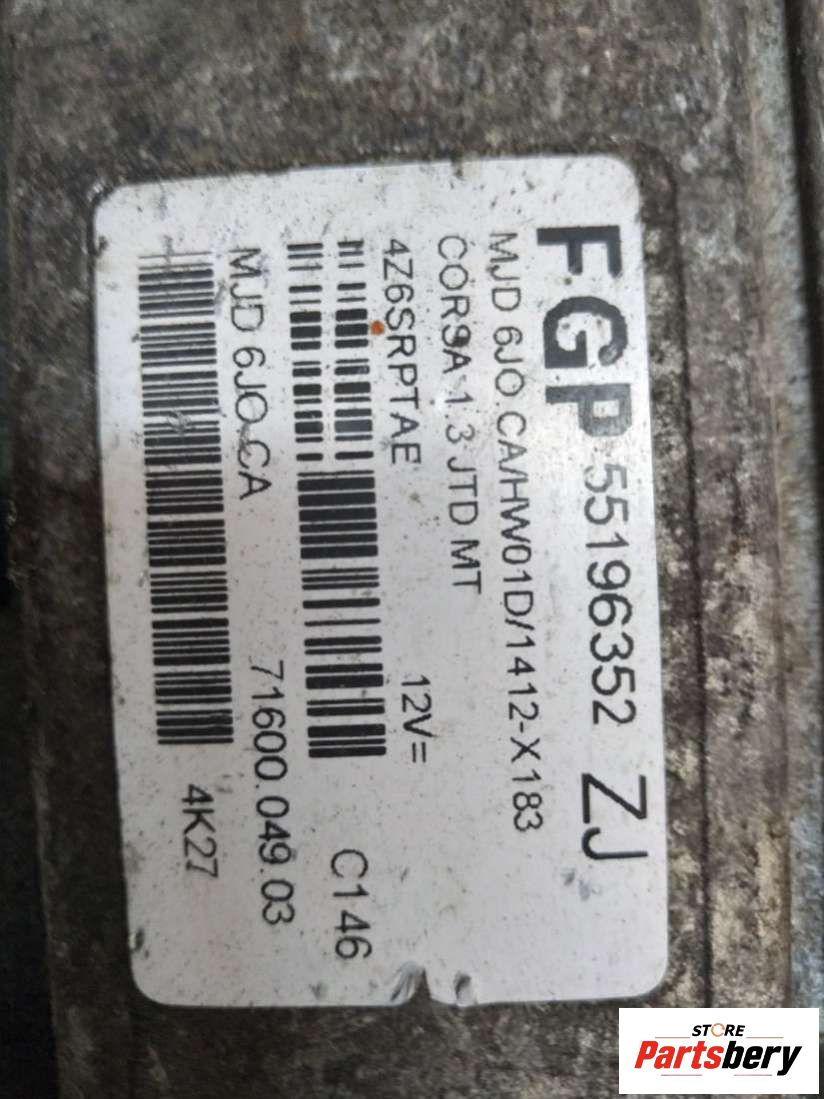 FGP 55196352 ZJ
MJD 6JO.CA/HW01D/1412-X183
CORSA 1.3 JTD MT
4Z6SRPTAE 12V=
C146
MJD 6JO.CA 71600.049.03
4K27
STORE
Partsbery